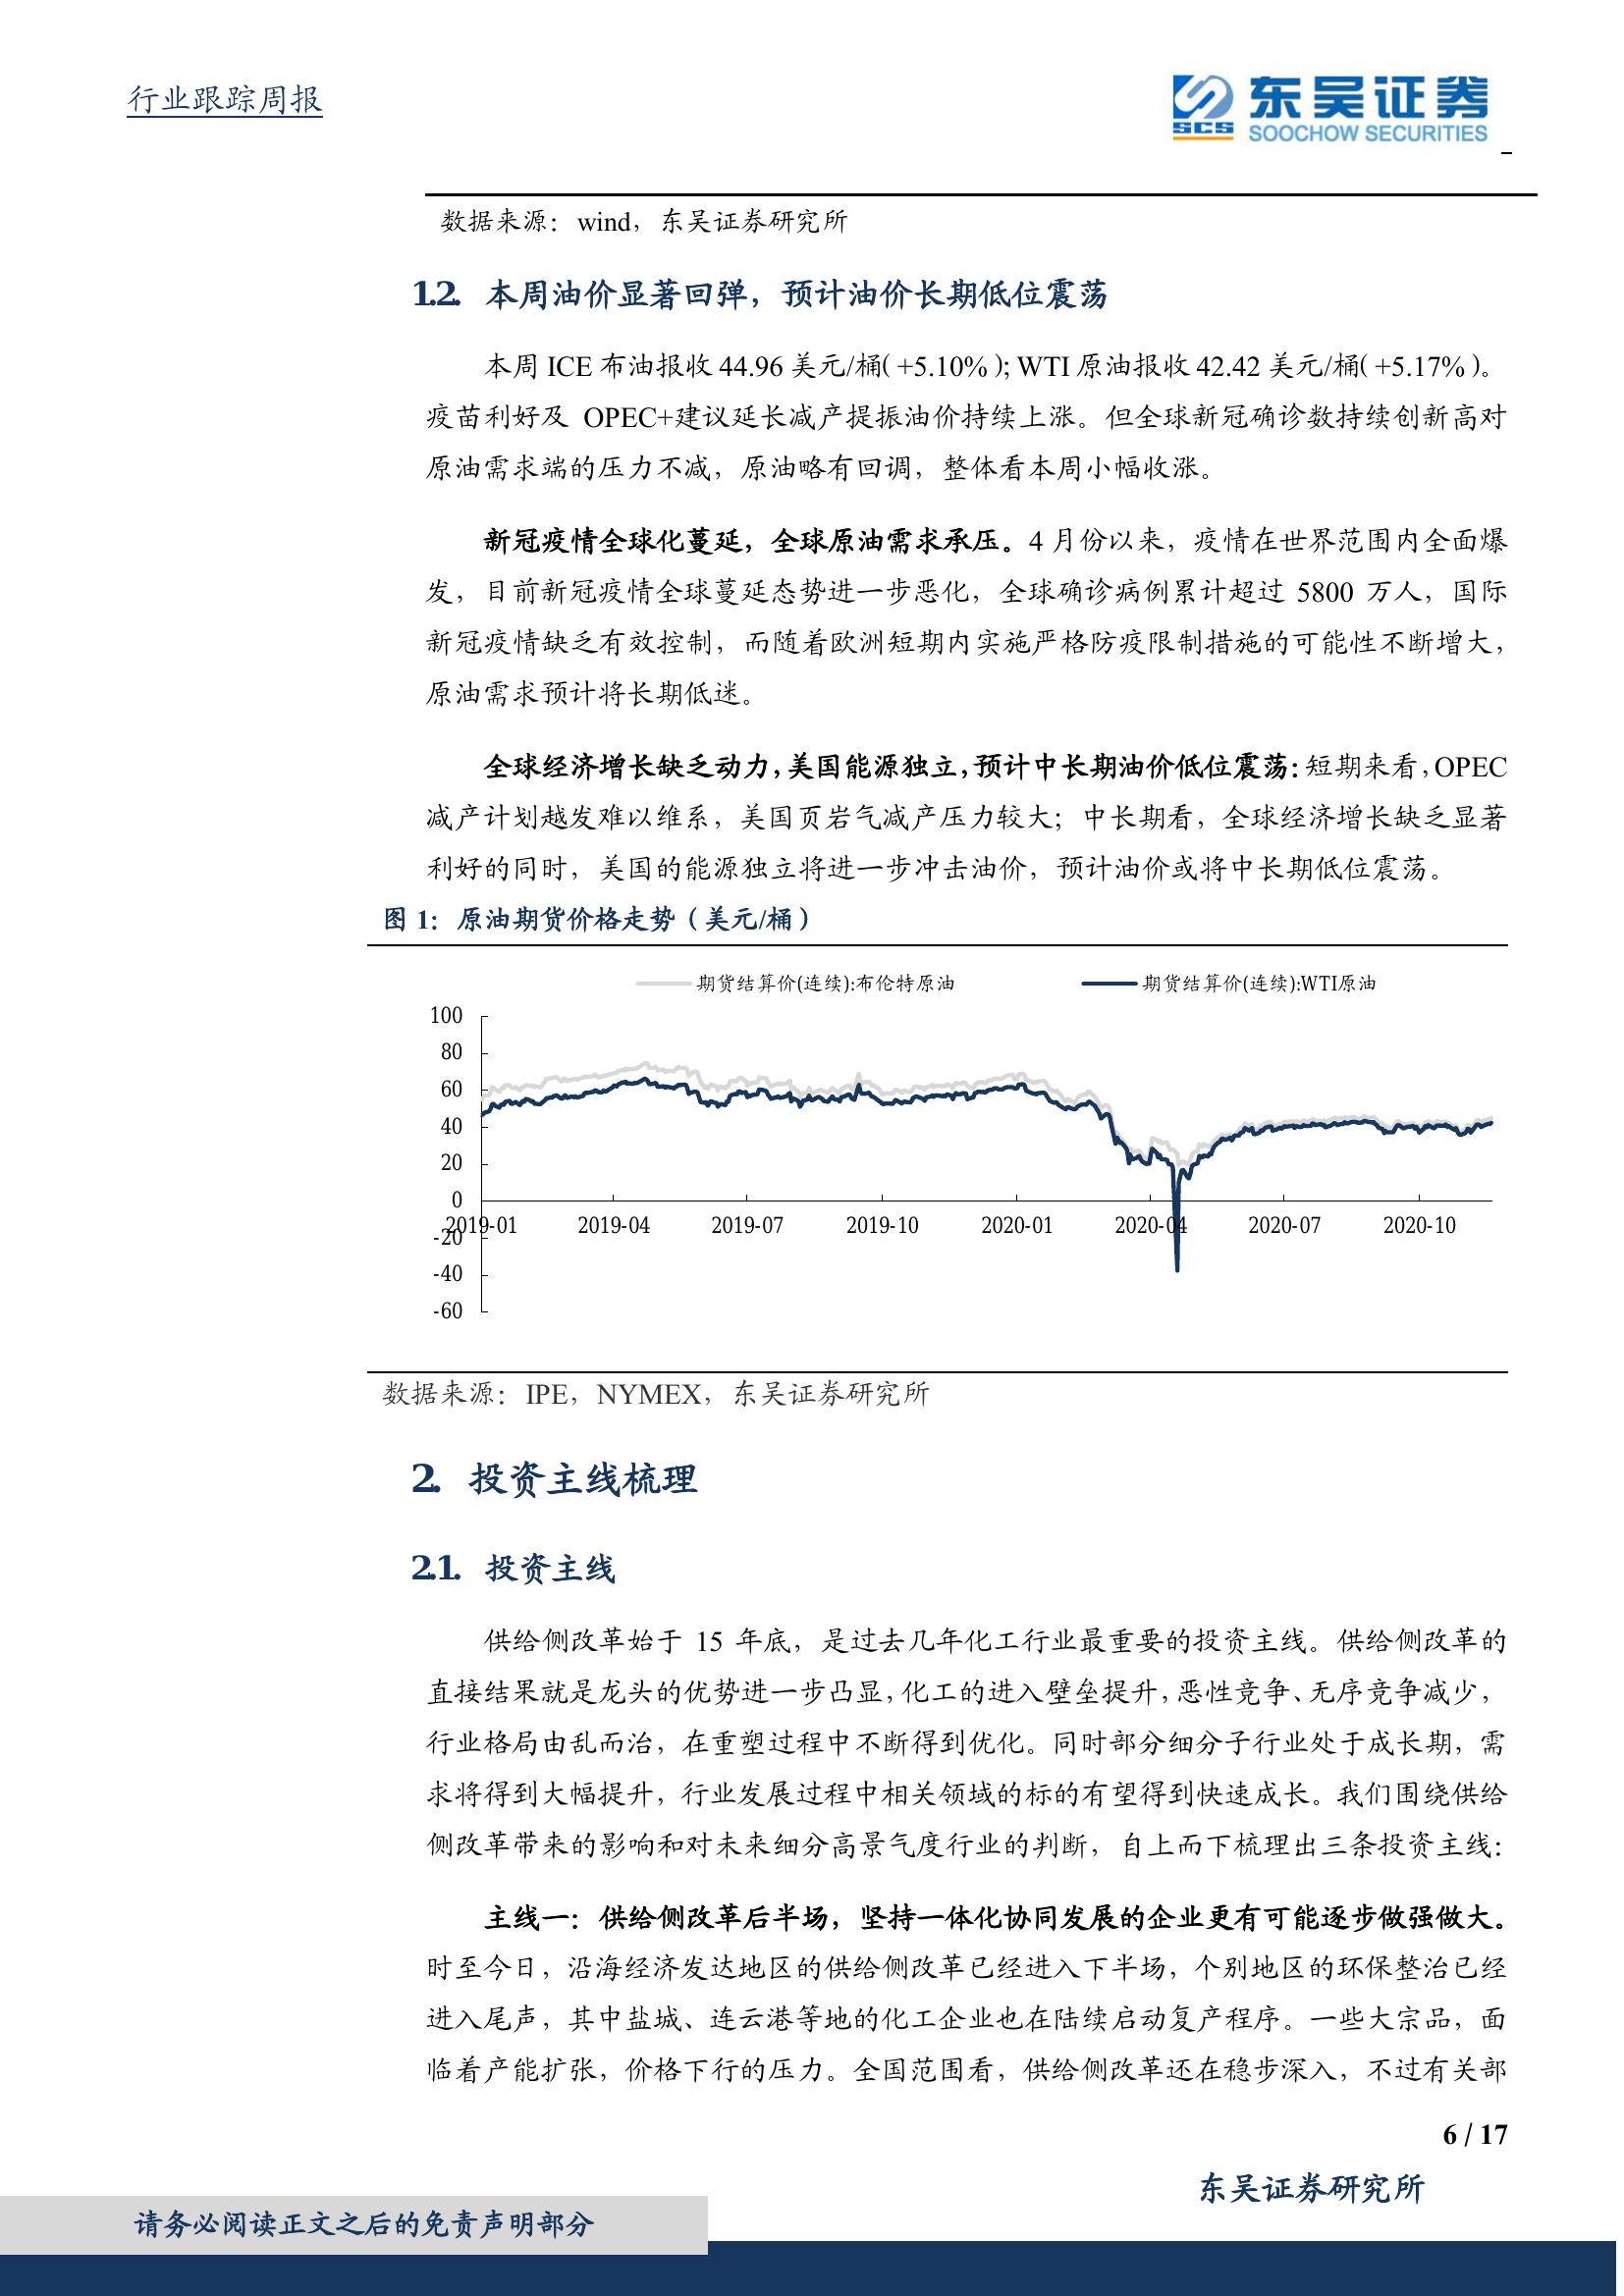 行业跟踪周报
SCS 东吴证券
SOOCHOW SECURITIES
数据来源：wind，东吴证券研究所
1.2. 本周油价显著回弹，预计油价长期低位震荡
本周 ICE 布油报收 44.96 美元/桶（+5.10%）；WTI 原油报收 42.42 美元/桶（+5.17%）。
疫苗利好及 OPEC+建议延长减产提振油价持续上涨。但全球新冠确诊数持续创新高对
原油需求端的压力不减，原油略有回调，整体看本周小幅收涨。
新冠疫情全球化蔓延，全球原油需求承压。4 月份以来，疫情在世界范围内全面爆
发，目前新冠疫情全球蔓延态势进一步恶化，全球确诊病例累计超过 5800 万人，国际
新冠疫情缺乏有效控制，而随着欧洲短期内实施严格防疫限制措施的可能性不断增大，
原油需求预计将长期低迷。
全球经济增长缺乏动力，美国能源独立，预计中长期油价低位震荡：短期来看，OPEC
减产计划越发难以维系，美国页岩气减产压力较大；中长期看，全球经济增长缺乏显著
利好的同时，美国的能源独立将进一步冲击油价，预计油价或将中长期低位震荡。
图 1：原油期货价格走势（美元/桶）
期货结算价(连续):布伦特原油 期货结算价(连续):WTI原油
100
80
60
40
20
0
2019-01 2019-04 2019-07 2019-10 2020-01 2020-04 2020-07 2020-10
-20
-40
-60
数据来源：IPE，NYMEX，东吴证券研究所
2. 投资主线梳理
2.1. 投资主线
供给侧改革始于 15 年底，是过去几年化工行业最重要的投资主线。供给侧改革的
直接结果就是龙头的优势进一步凸显，化工的进入壁垒提升，恶性竞争、无序竞争减少，
行业格局由乱而治，在重塑过程中不断得到优化。同时部分细分子行业处于成长期，需
求将得到大幅提升，行业发展过程中相关领域的标的有望得到快速成长。我们围绕供给
侧改革带来的影响和对未来细分高景气度行业的判断，自上而下梳理出三条投资主线：
主线一：供给侧改革后半场，坚持一体化协同发展的企业更有可能逐步做强做大。
时至今日，沿海经济发达地区的供给侧改革已经进入下半场，个别地区的环保整治已经
进入尾声，其中盐城、连云港等地的化工企业也在陆续启动复产程序。一些大宗品，面
临着产能扩张，价格下行的压力。全国范围看，供给侧改革还在稳步深入，不过有关部
6 / 17
东吴证券研究所
请务必阅读正文之后的免责声明部分